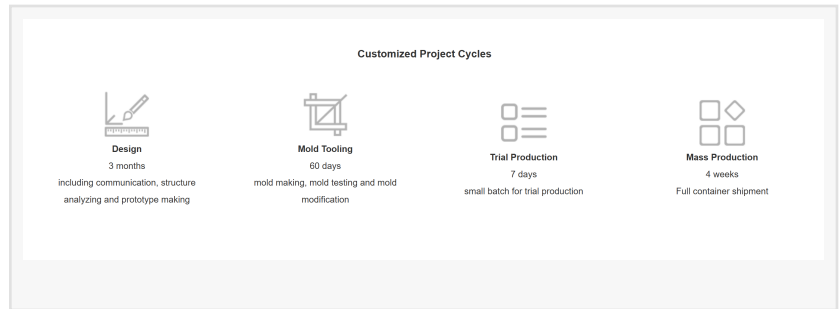 Customized Project Cycles
Design
3 months
including communication, structure
analyzing and prototype making
Mold Tooling
60 days
mold making, mold testing and mold
modification
Trial Production
7 days
small batch for trial production
Mass Production
4 weeks
Full container shipment